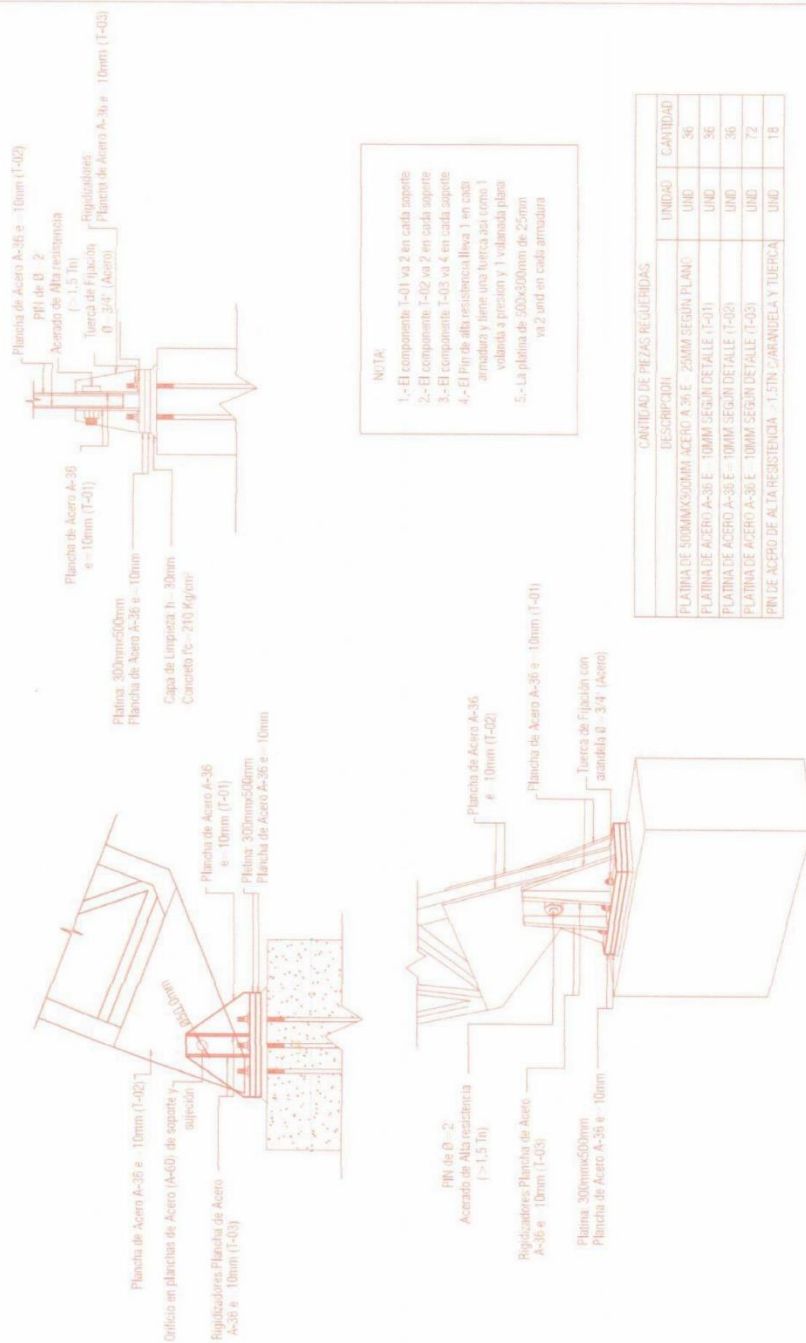 Plancha de Acero A-36 e = 10mm (T-02)
Orificio en planchas de Acero (A-60) de soporte y
sujeción
Rigidizadores Plancha de Acero
A-36 e = 10mm (T-03)
Plancha de Acero A-36
e = 10mm (T-01)
Pletina: 300mmx500mm
Plancha de Acero A-36 e = 10mm
Plancha de Acero A-36
e = 10mm (T-01)
Platina: 300mmx500mm
Plancha de Acero A-36 e = 10mm
Capa de Limpieza h = 30mm
Concreto f'c = 210 Kg/cm²
Plancha de Acero A-36 e = 10mm (T-02)
PIN de Ø = 2
Acerado de Alta resistencia
(>1,5 Tn)
Tuerca de Fijación
Ø = 3/4" (Acero)
Rigidizadores:
Plancha de Acero A-36 e = 10mm (T-03)
PIN de Ø = 2
Acerado de Alta resistencia
(>1,5 Tn)
Rigidizadores Plancha de Acero
A-36 e = 10mm (T-03)
Platina: 300mmx500mm
Plancha de Acero A-36 e = 10mm
Plancha de Acero A-36
e = 10mm (T-02)
Plancha de Acero A-36 e = 10mm (T-01)
Tuerca de Fijación con
arandela Ø = 3/4" (Acero)
NOTA:
1,- El componente T-01 va 2 en cada soporte
2,- El componente T-02 va 2 en cada soporte
3,- El componente T-03 va 4 en cada soporte
4,- El Pin de alta resistencia lleva 1 en cada
armadura y tiene una tuerca asi como 1
volanda a presion y 1 volanada plana
5,- La platina de 500x300mm de 25mm
va 2 und en cada armadura
CANTIDAD DE PIEZAS REQUERIDAS
DESCRIPCION UNIDAD CANTIDAD
PLATINA DE 500MMX300MM ACERO A 36 E = 25MM SEGUN PLANO UND 36
PLATINA DE ACERO A-36 E = 10MM SEGUN DETALLE (T-01) UND 36
PLATINA DE ACERO A-36 E = 10MM SEGUN DETALLE (T-02) UND 36
PLATINA DE ACERO A-36 E = 10MM SEGUN DETALLE (T-03) UND 72
PIN DE ACERO DE ALTA RESISTENCIA >1.5TN C/ARANDELA Y TUERCA UND 18